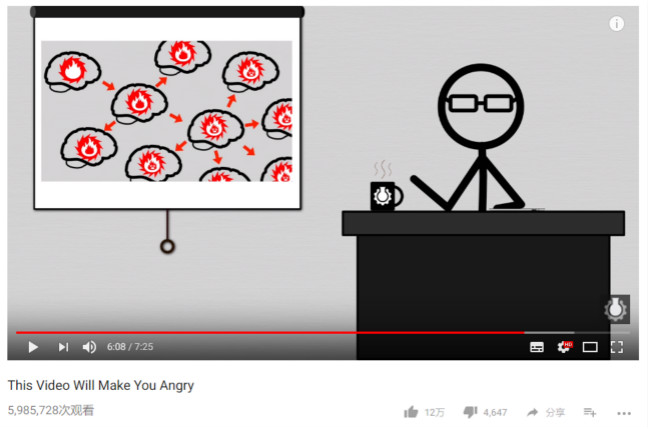 6:08 / 7:25
HD
This Video Will Make You Angry
5,985,728次观看
12万
4,647
分享